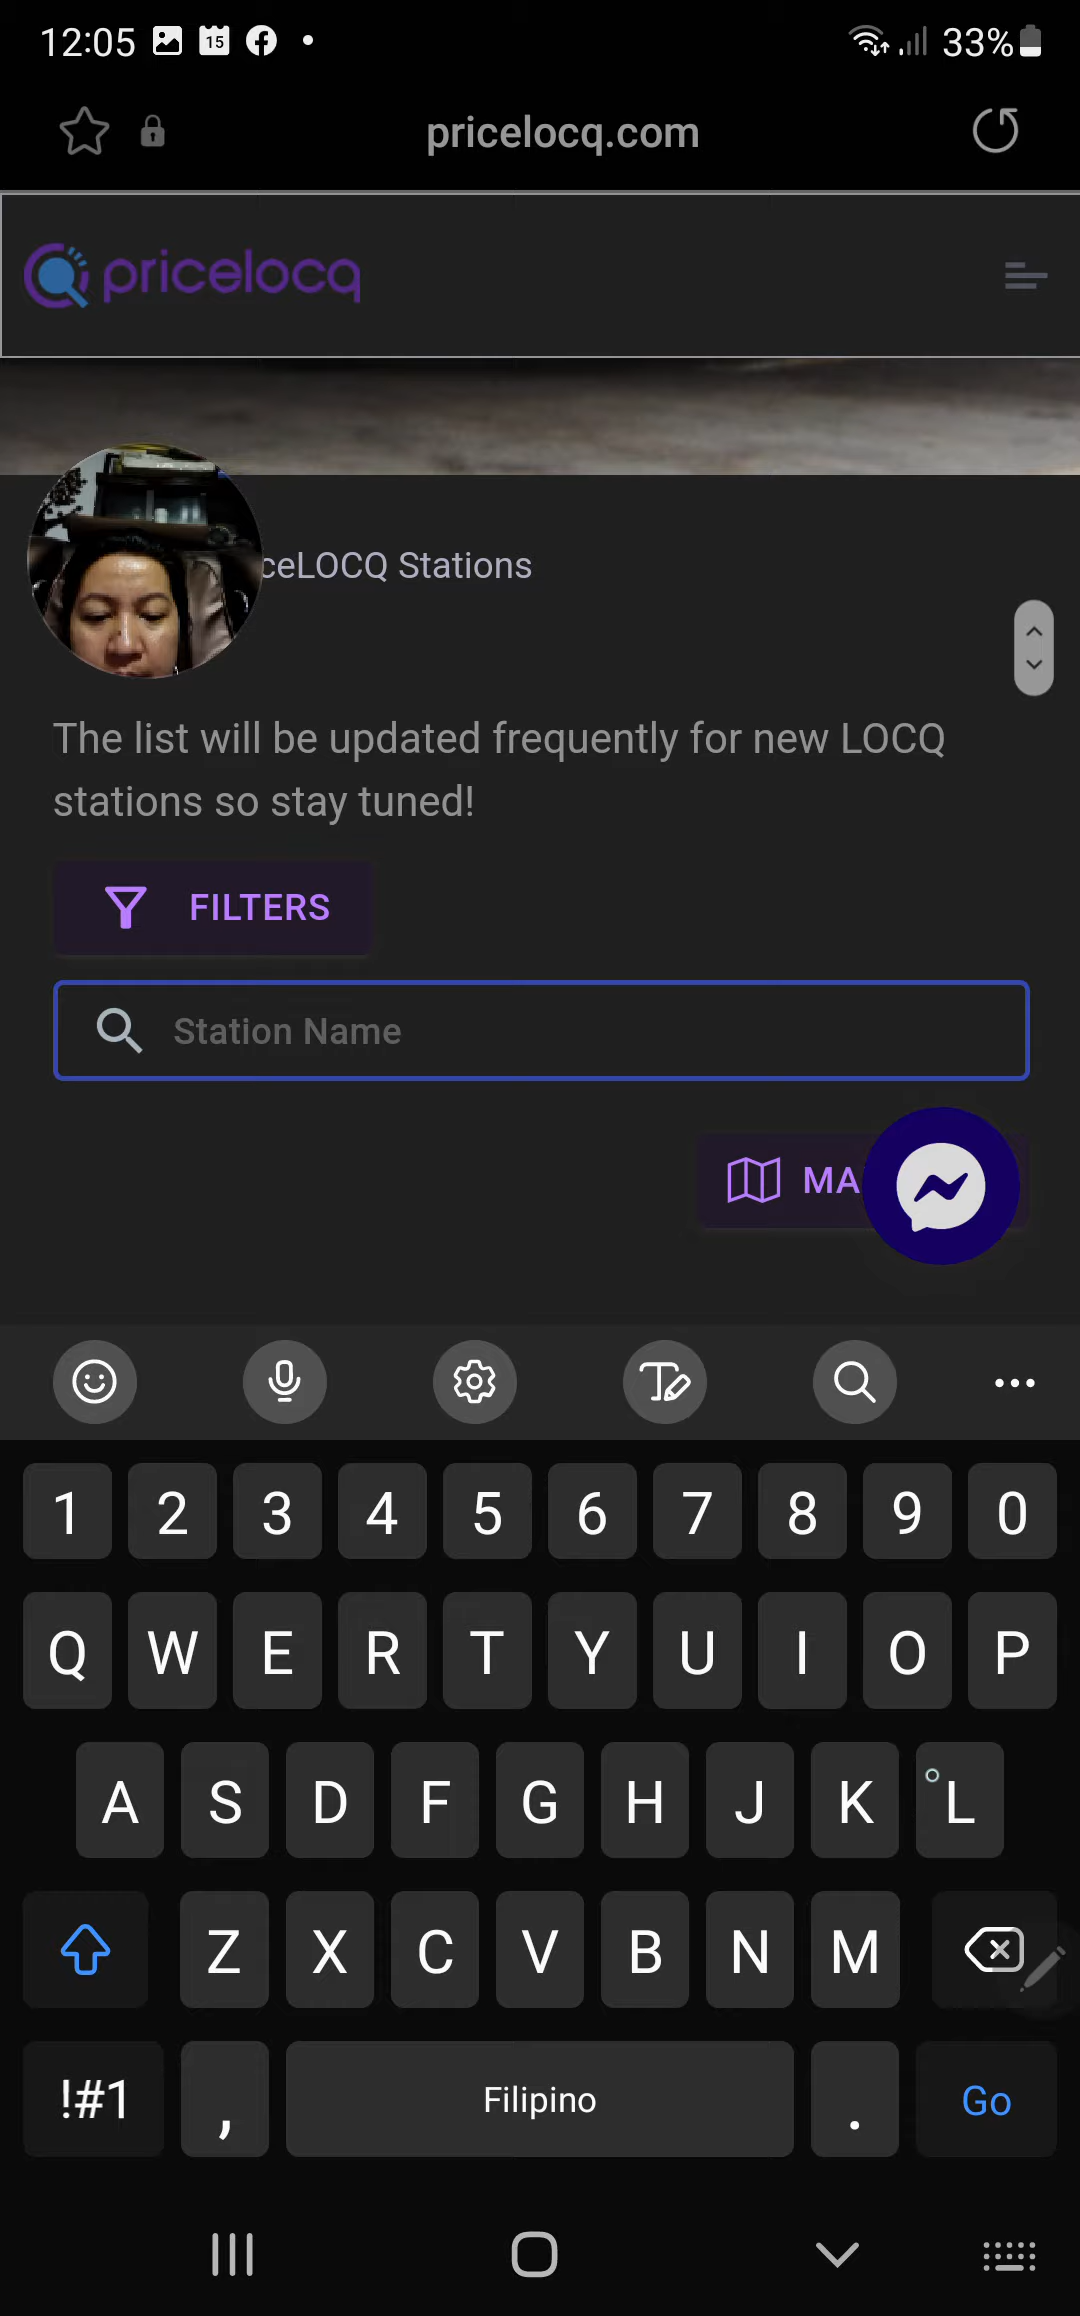 12:05
15
33%
pricelocq.com
pricelocq
ceLOCQ Stations
The list will be updated frequently for new LOCQ
stations so stay tuned!
FILTERS
Station Name
MA
1 2 3 4 5 6 7 8 9 0
Q W E R T Y U I O P
A S D F G H J K L
Z X C V B N M
!#1 , Filipino . Go